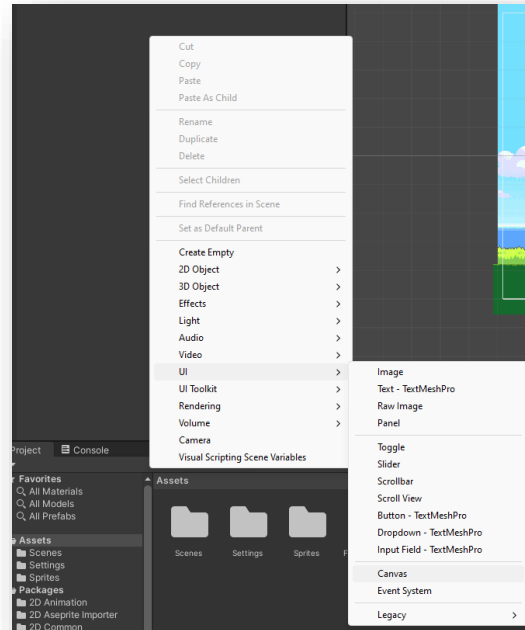 Cut
Copy
Paste
Paste As Child
Rename
Duplicate
Delete
Select Children
Find References in Scene
Set as Default Parent
Create Empty
2D Object
3D Object
Effects
Light
Audio
Video
UI
UI Toolkit
Rendering
Volume
Camera
Visual Scripting Scene Variables
Image
Text - TextMeshPro
Raw Image
Panel
Toggle
Slider
Scrollbar
Scroll View
Button - TextMeshPro
Dropdown - TextMeshPro
Input Field - TextMeshPro
Canvas
Event System
Legacy
Project
Console
Favorites
All Materials
All Models
All Prefabs
Assets
Scenes
Settings
Sprites
Packages
2D Animation
2D Aseprite Importer
2D Common
Assets
Scenes
Settings
Sprites